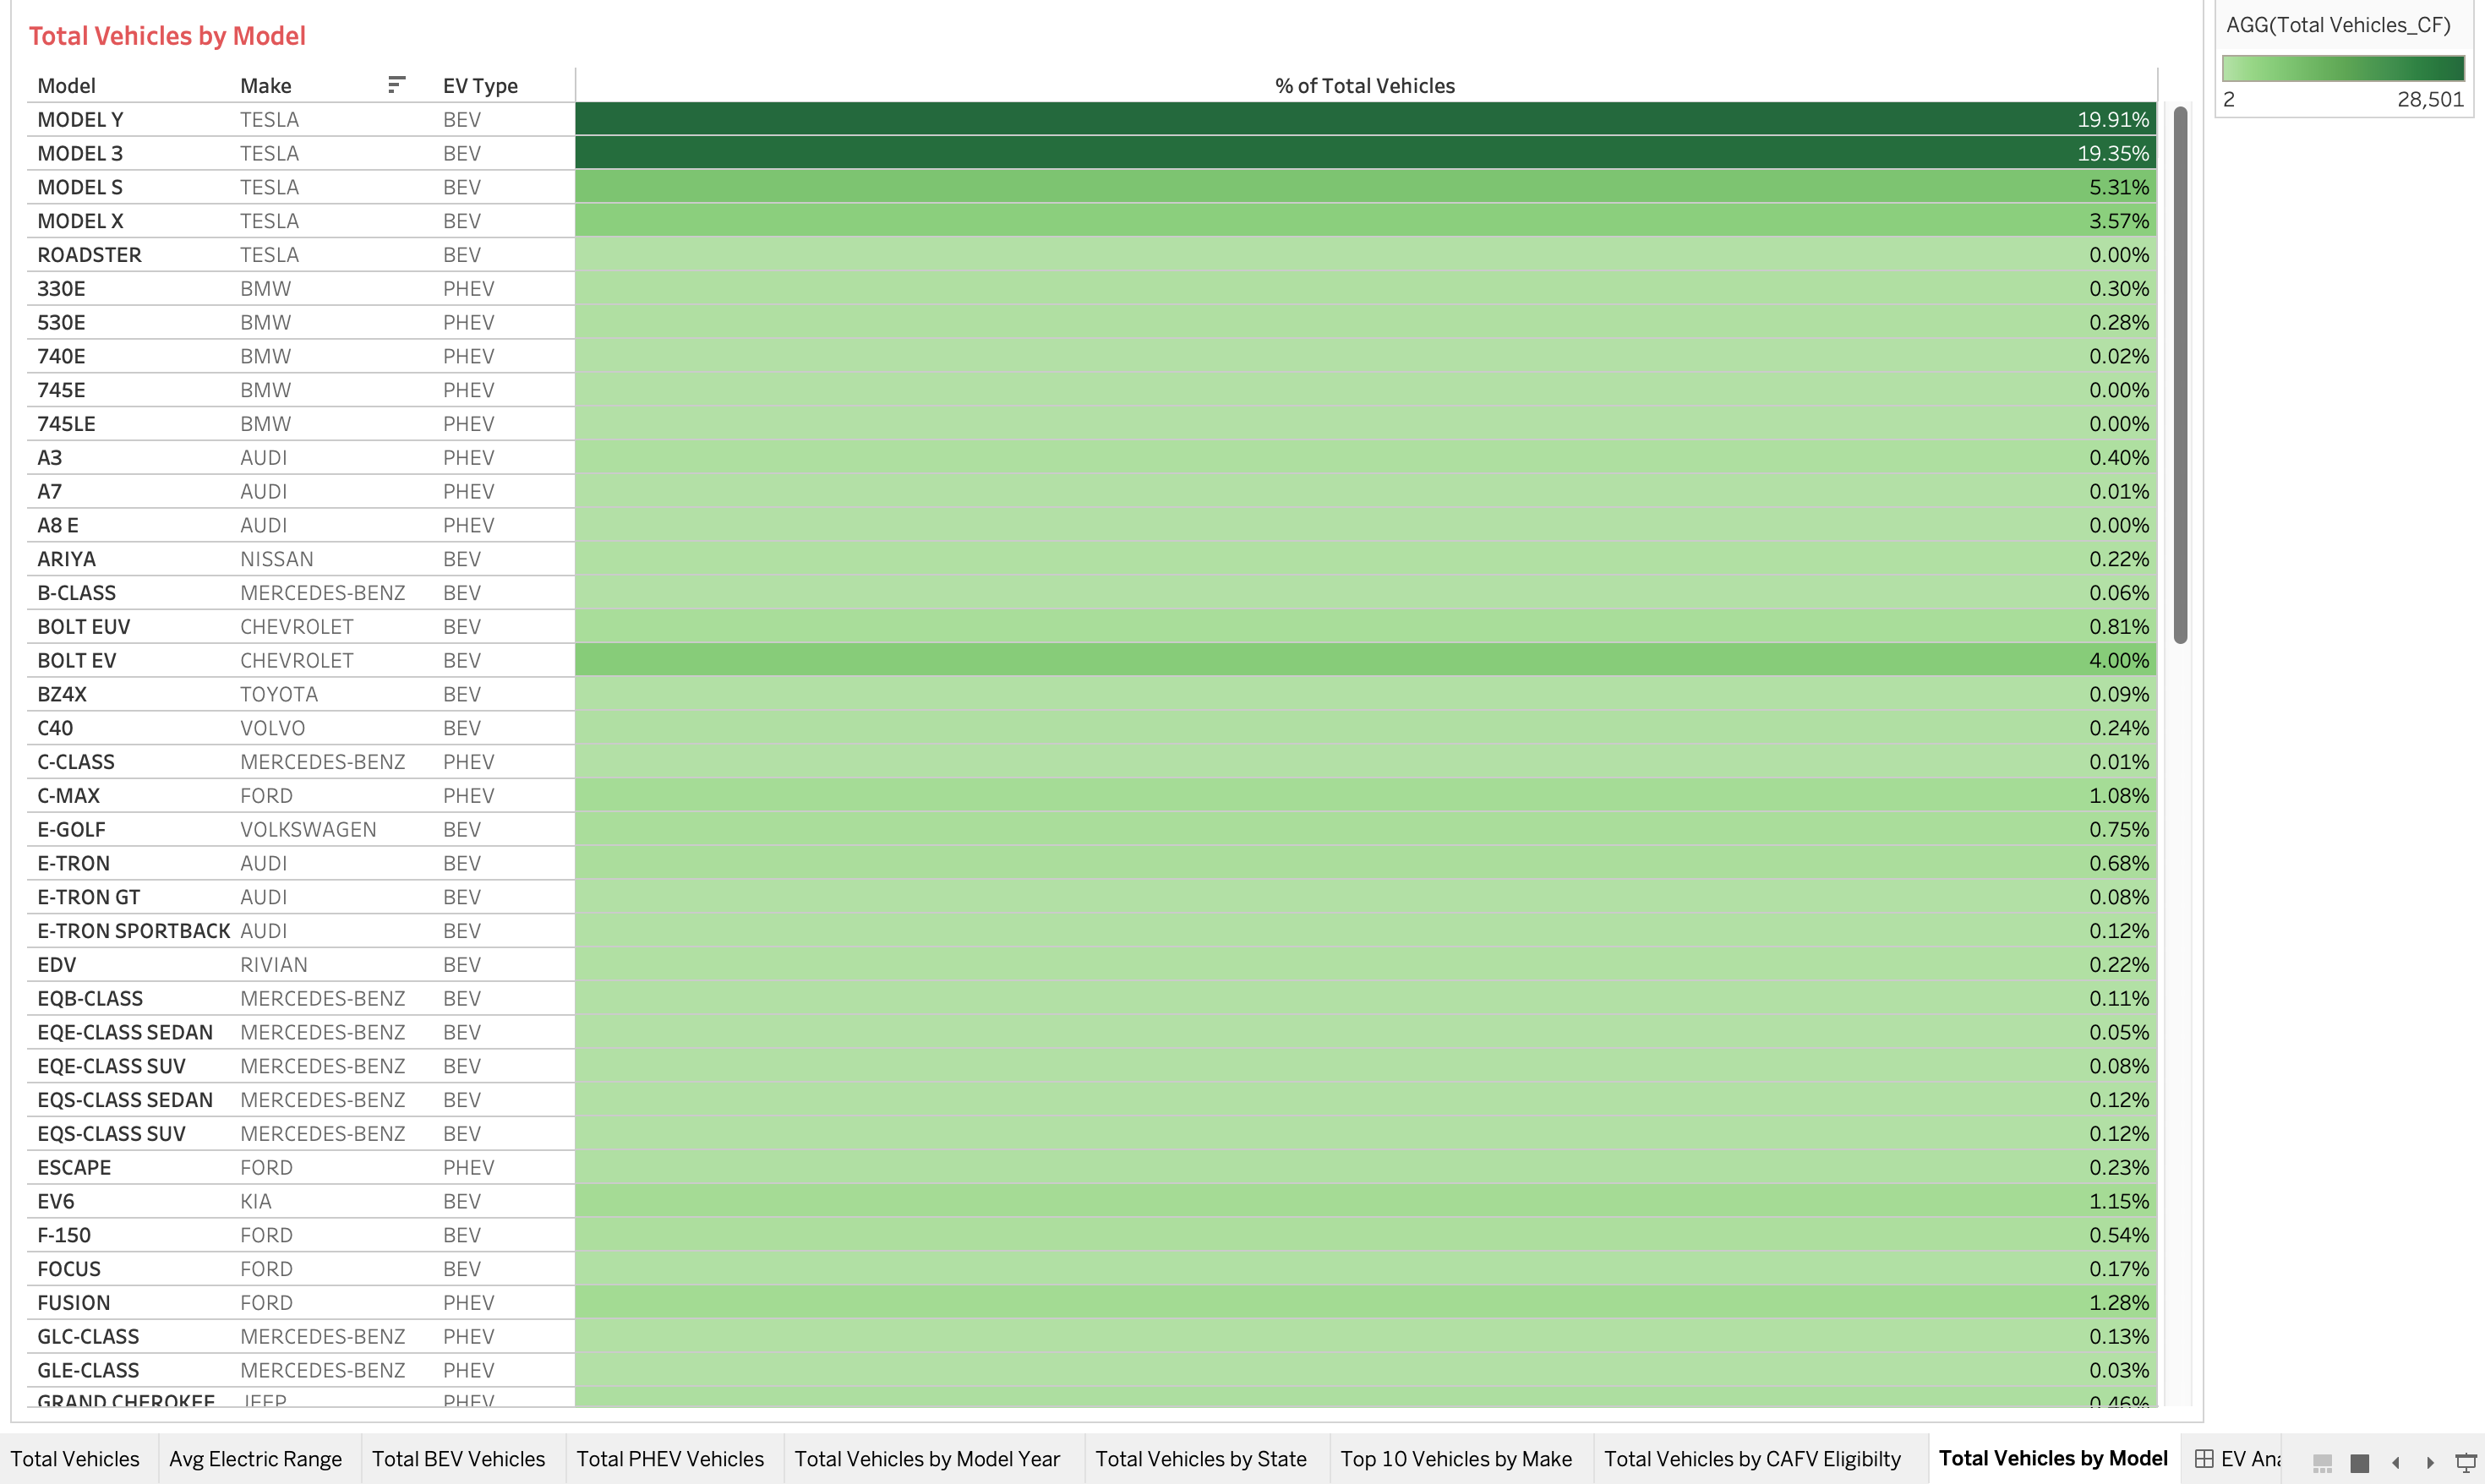 Total Vehicles by Model
AGG(Total Vehicles_CF)
2 28,501
Model Make EV Type % of Total Vehicles
MODEL Y TESLA BEV 19.91%
MODEL 3 TESLA BEV 19.35%
MODEL S TESLA BEV 5.31%
MODEL X TESLA BEV 3.57%
ROADSTER TESLA BEV 0.00%
330E BMW PHEV 0.30%
530E BMW PHEV 0.28%
740E BMW PHEV 0.02%
745E BMW PHEV 0.00%
745LE BMW PHEV 0.00%
A3 AUDI PHEV 0.40%
A7 AUDI PHEV 0.01%
A8 E AUDI PHEV 0.00%
ARIYA NISSAN BEV 0.22%
B-CLASS MERCEDES-BENZ BEV 0.06%
BOLT EUV CHEVROLET BEV 0.81%
BOLT EV CHEVROLET BEV 4.00%
BZ4X TOYOTA BEV 0.09%
C40 VOLVO BEV 0.24%
C-CLASS MERCEDES-BENZ PHEV 0.01%
C-MAX FORD PHEV 1.08%
E-GOLF VOLKSWAGEN BEV 0.75%
E-TRON AUDI BEV 0.68%
E-TRON GT AUDI BEV 0.08%
E-TRON SPORTBACK AUDI BEV 0.12%
EDV RIVIAN BEV 0.22%
EQB-CLASS MERCEDES-BENZ BEV 0.11%
EQE-CLASS SEDAN MERCEDES-BENZ BEV 0.05%
EQE-CLASS SUV MERCEDES-BENZ BEV 0.08%
EQS-CLASS SEDAN MERCEDES-BENZ BEV 0.12%
EQS-CLASS SUV MERCEDES-BENZ BEV 0.12%
ESCAPE FORD PHEV 0.23%
EV6 KIA BEV 1.15%
F-150 FORD BEV 0.54%
FOCUS FORD BEV 0.17%
FUSION FORD PHEV 1.28%
GLC-CLASS MERCEDES-BENZ PHEV 0.13%
GLE-CLASS MERCEDES-BENZ PHEV 0.03%
GRAND CHEROKEE JEEP PHEV 0.46%
Total Vehicles Avg Electric Range Total BEV Vehicles Total PHEV Vehicles Total Vehicles by Model Year Total Vehicles by State Top 10 Vehicles by Make Total Vehicles by CAFV Eligibilty Total Vehicles by Model EV Ana